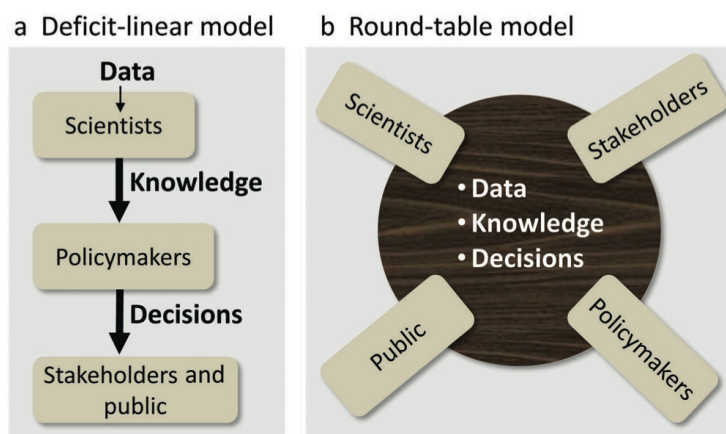 a Deficit-linear model
Data
Scientists
Knowledge
Policymakers
Decisions
Stakeholders and
public
b Round-table model
Scientists
Stakeholders
• Data
• Knowledge
• Decisions
Public
Policymakers